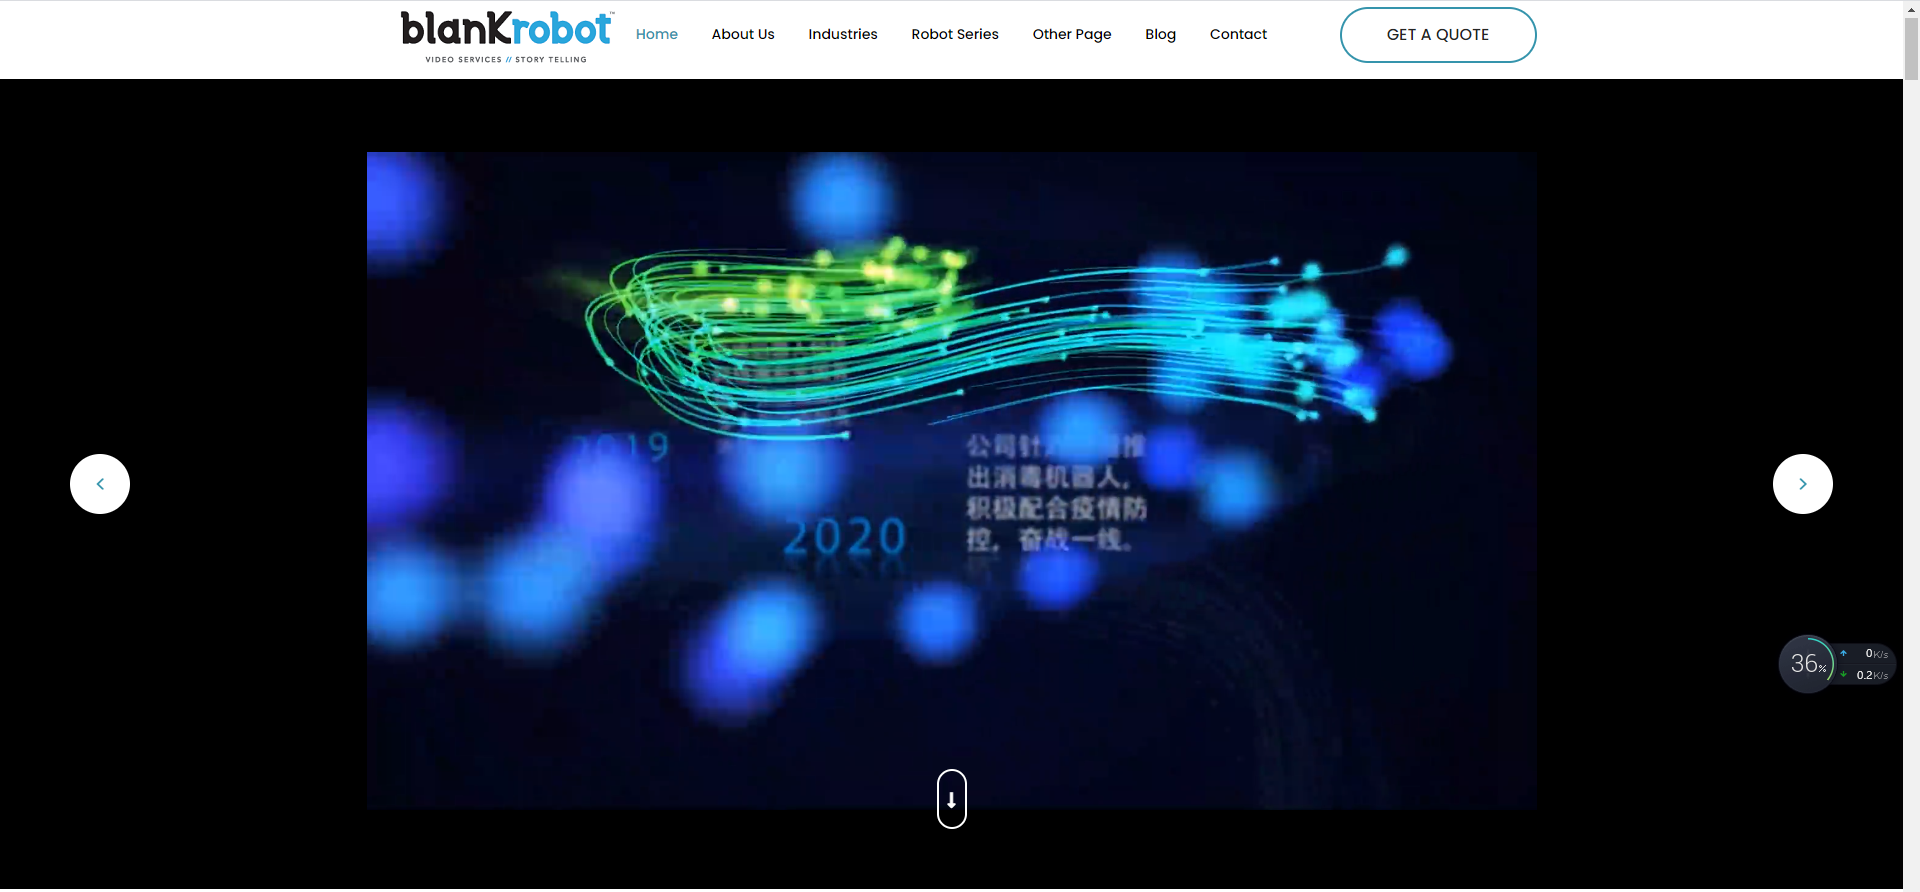 blanKrobot™
VIDEO SERVICES // STORY TELLING
Home
About Us
Industries
Robot Series
Other Page
Blog
Contact
GET A QUOTE
2019
公司针
推
出消毒机器人，
积极配合疫情防
控，奋战一线。
2020
36%
0K/s
0.2K/s